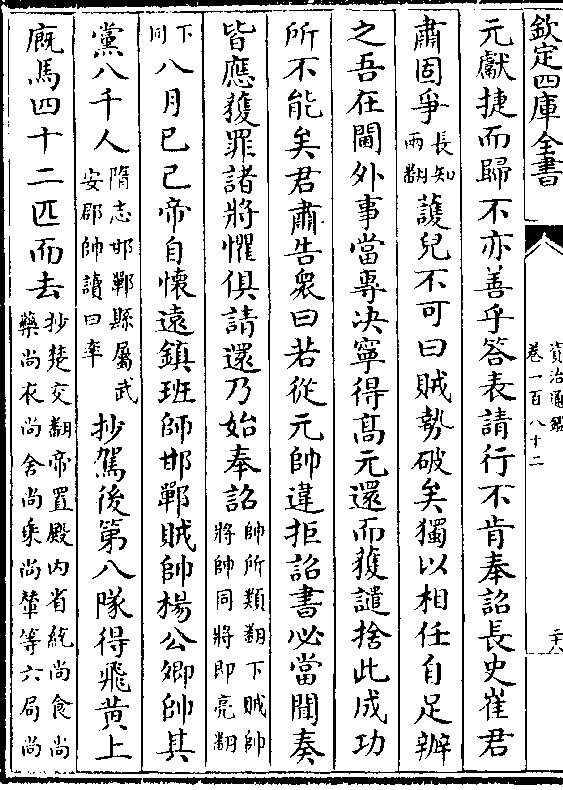 欽定四庫全書
資治通鑑
卷一百八十二
元獻捷而歸不亦善乎答表請行不肯奉詔長史崔君
肅固爭長知兩翻護兒不可曰賊勢破矣獨以相任自足辦
之吾在閫外事當專決寧得高元還而獲譴捨此成功
所不能矣君肅告衆曰若從元帥違拒詔書必當聞奏
皆應獲罪諸將懼俱請還乃始奉詔帥所類翻下賊帥將帥同將即亮翻
下同八月己巳帝自懷遠鎮班師邯鄲賊帥楊公卿帥其
黨八千人隋志邯鄲縣屬武安郡帥讀曰率抄駕後第八隊得飛黄上
廐馬四十二匹而去抄楚交翻帝置殿内省統尚食尚藥尚衣尚舍尚乗尚輦等六局尚